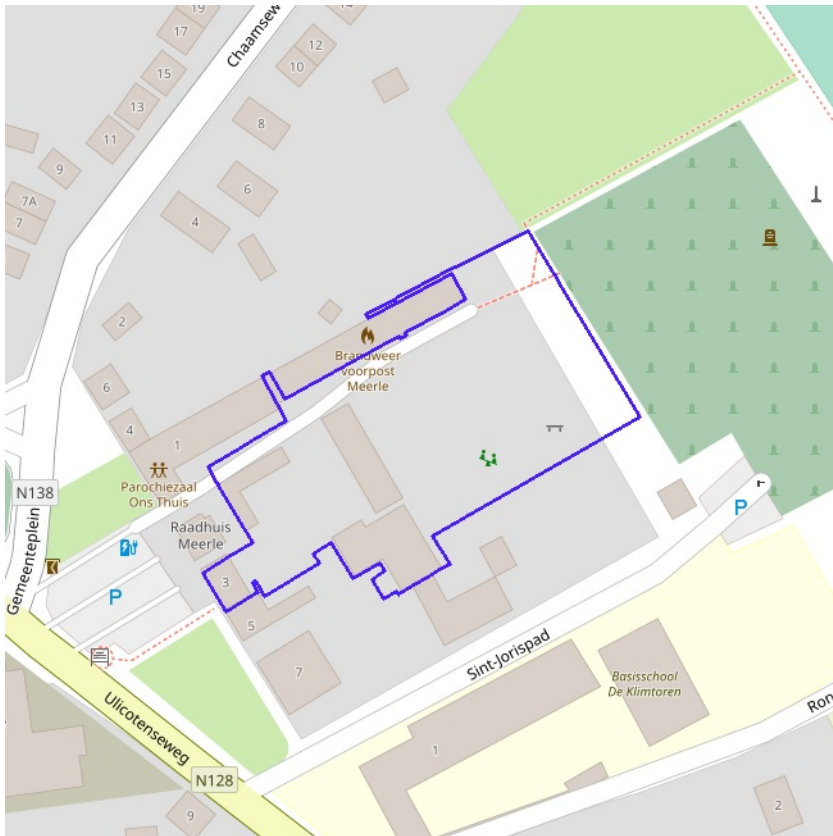 19
17
Chaamsew
15
13
11
9
7A
7
12
10
8
6
4
2
6
4
1
Brandweer
voorpost
Meerle
Parochiezaal
Ons Thuis
N138
Raadhuis
Meerle
Gemeenteplein
P
3
5
7
P
Sint-Jorispad
Basisschool
De Klimtoren
Ulicotenseweg
N128
1
Ron
9
2